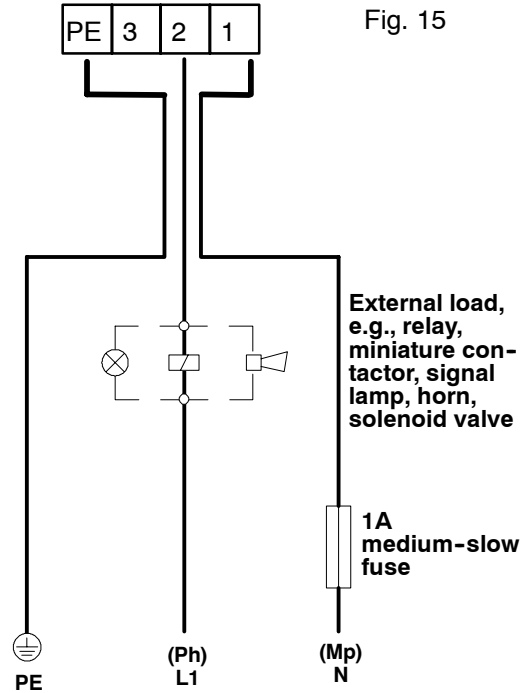 PE 3 2 1
Fig. 15
External load,
e.g., relay,
miniature con-
tactor, signal
lamp, horn,
solenoid valve
1A
medium-slow
fuse
PE
(Ph)
L1
(Mp)
N